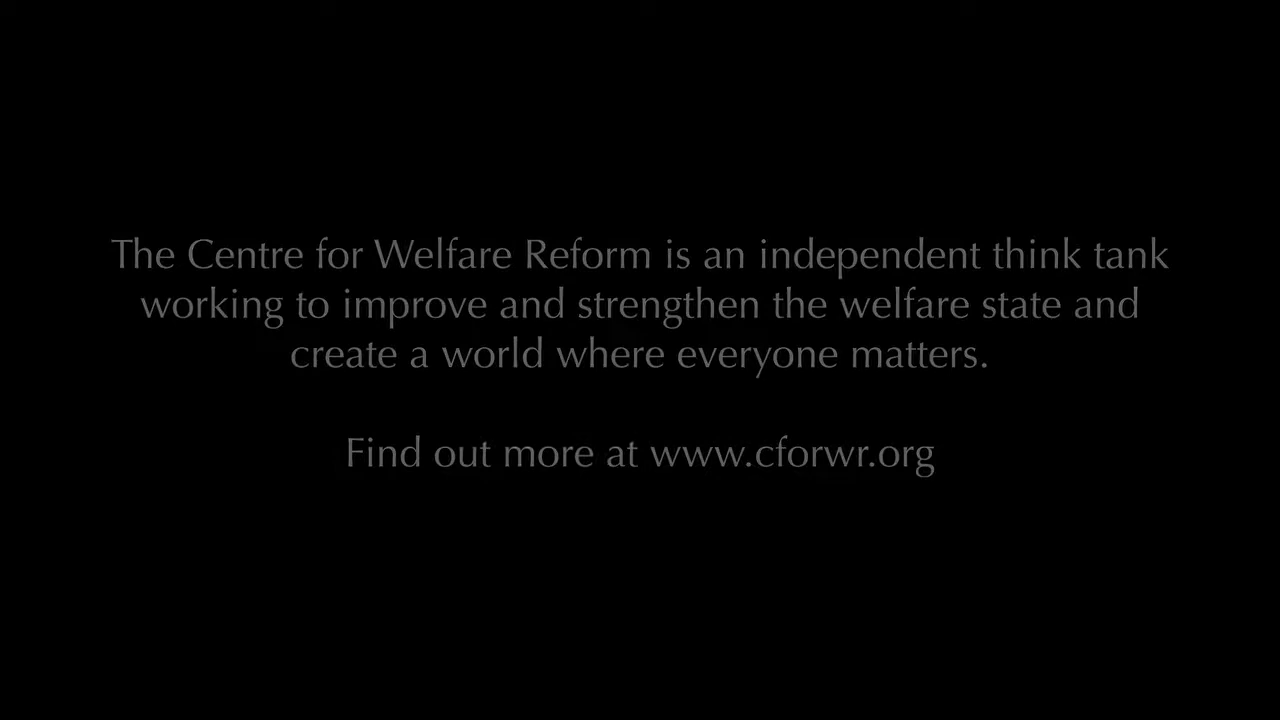 The Centre for Welfare Reform is an independent think tank
working to improve and strengthen the welfare state and
create a world where everyone matters.
Find out more at www.cforwr.org